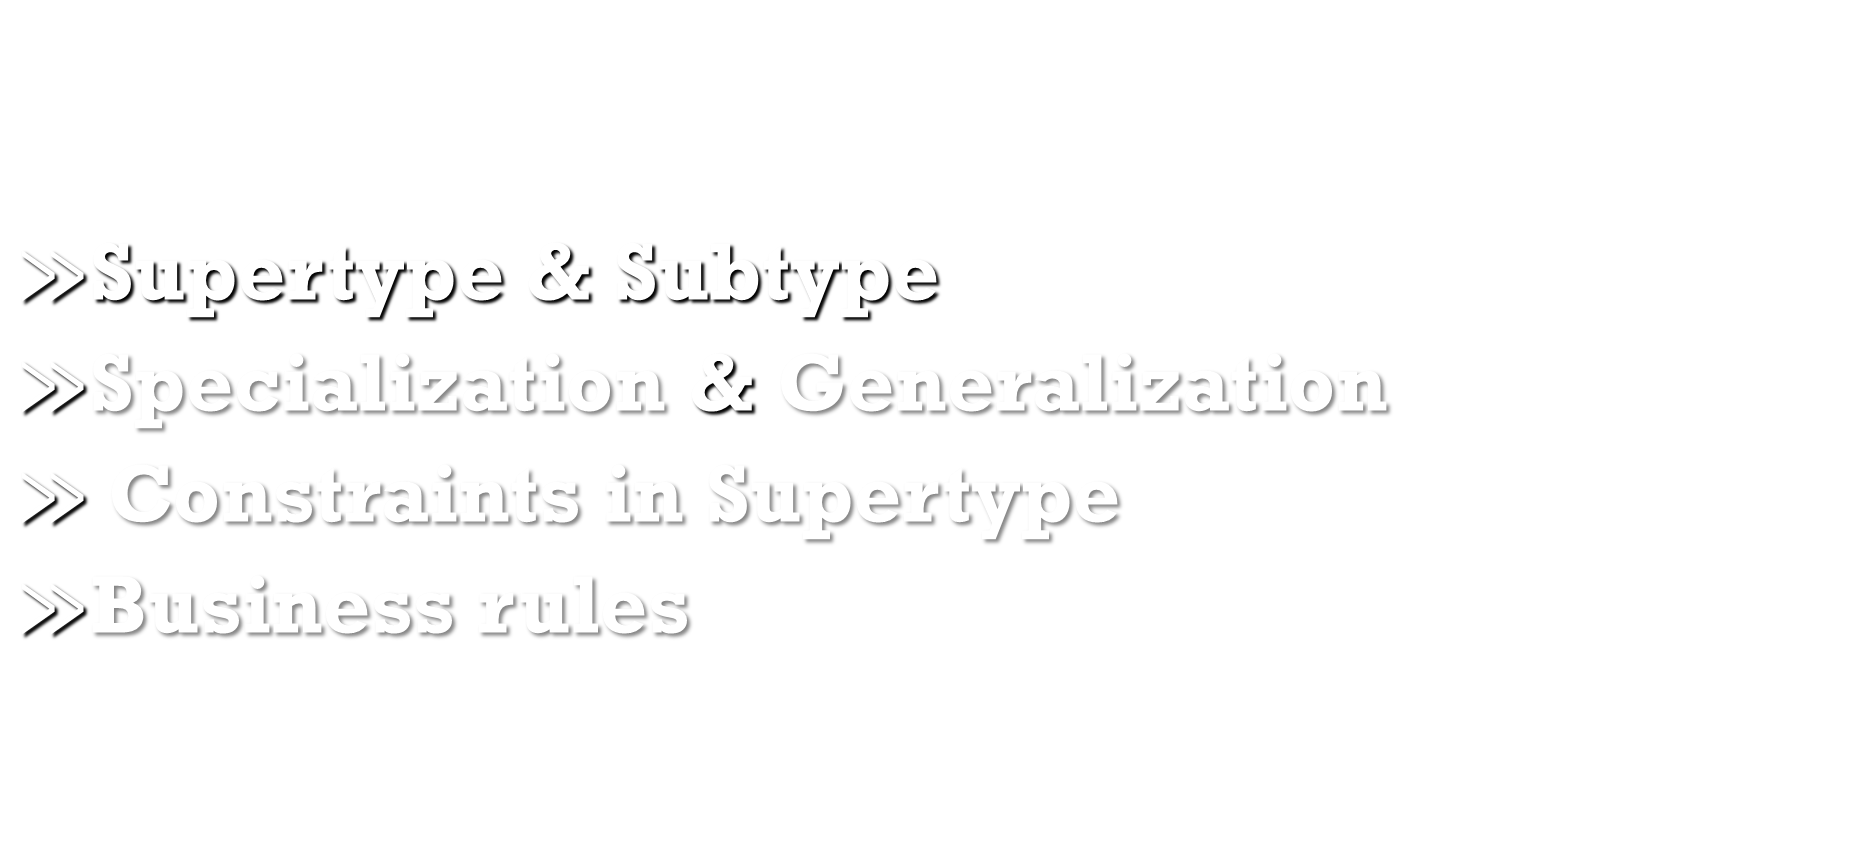 »Supertype & Subtype
»Specialization & Generalization
» Constraints in Supertype
»Business rules